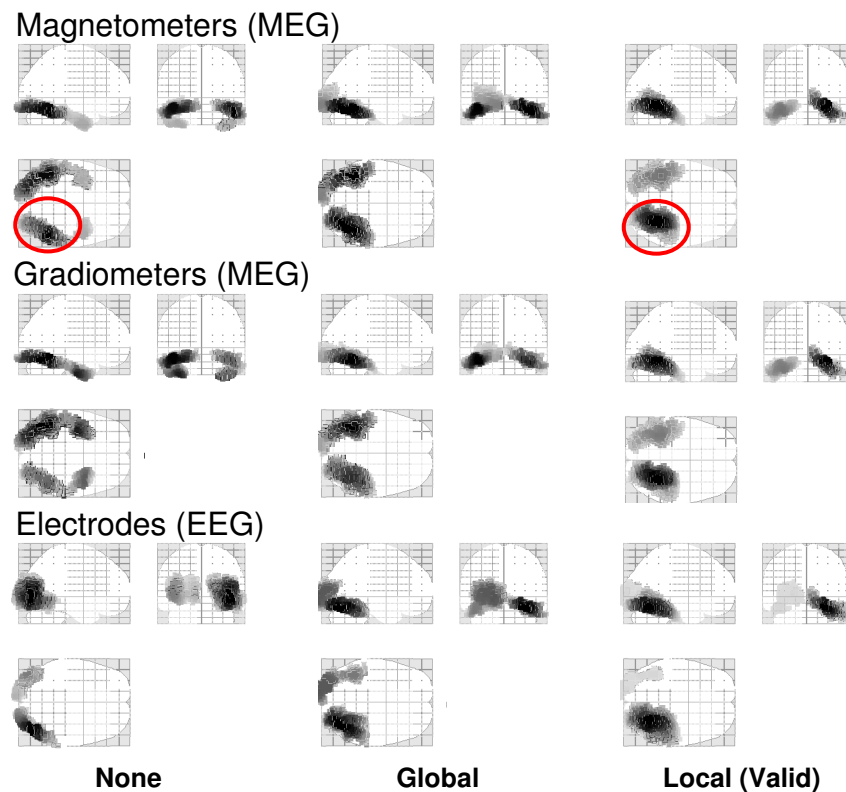 Magnetometers (MEG)
Gradiometers (MEG)
Electrodes (EEG)
None Global Local (Valid)